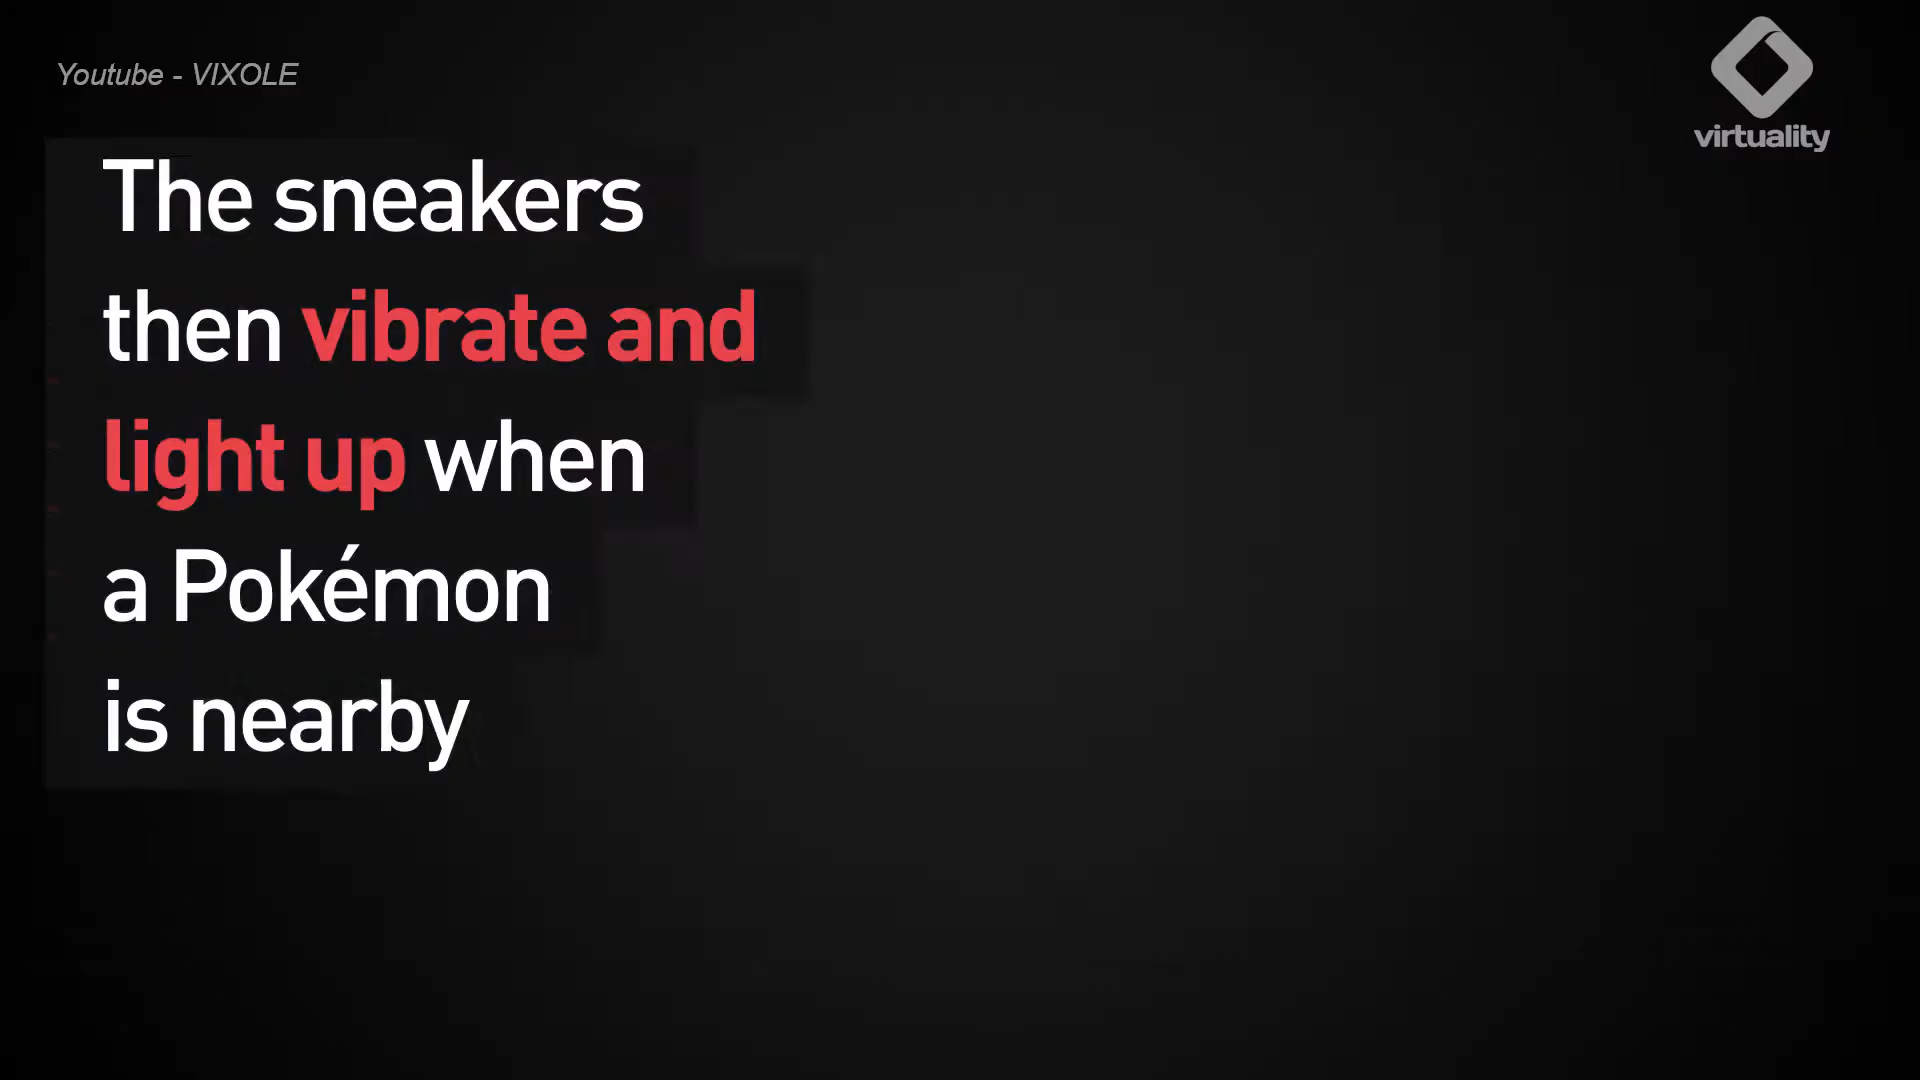 Youtube - VIXOLE
virtuality
The sneakers
then vibrate and
light up when
a Pokémon
is nearby